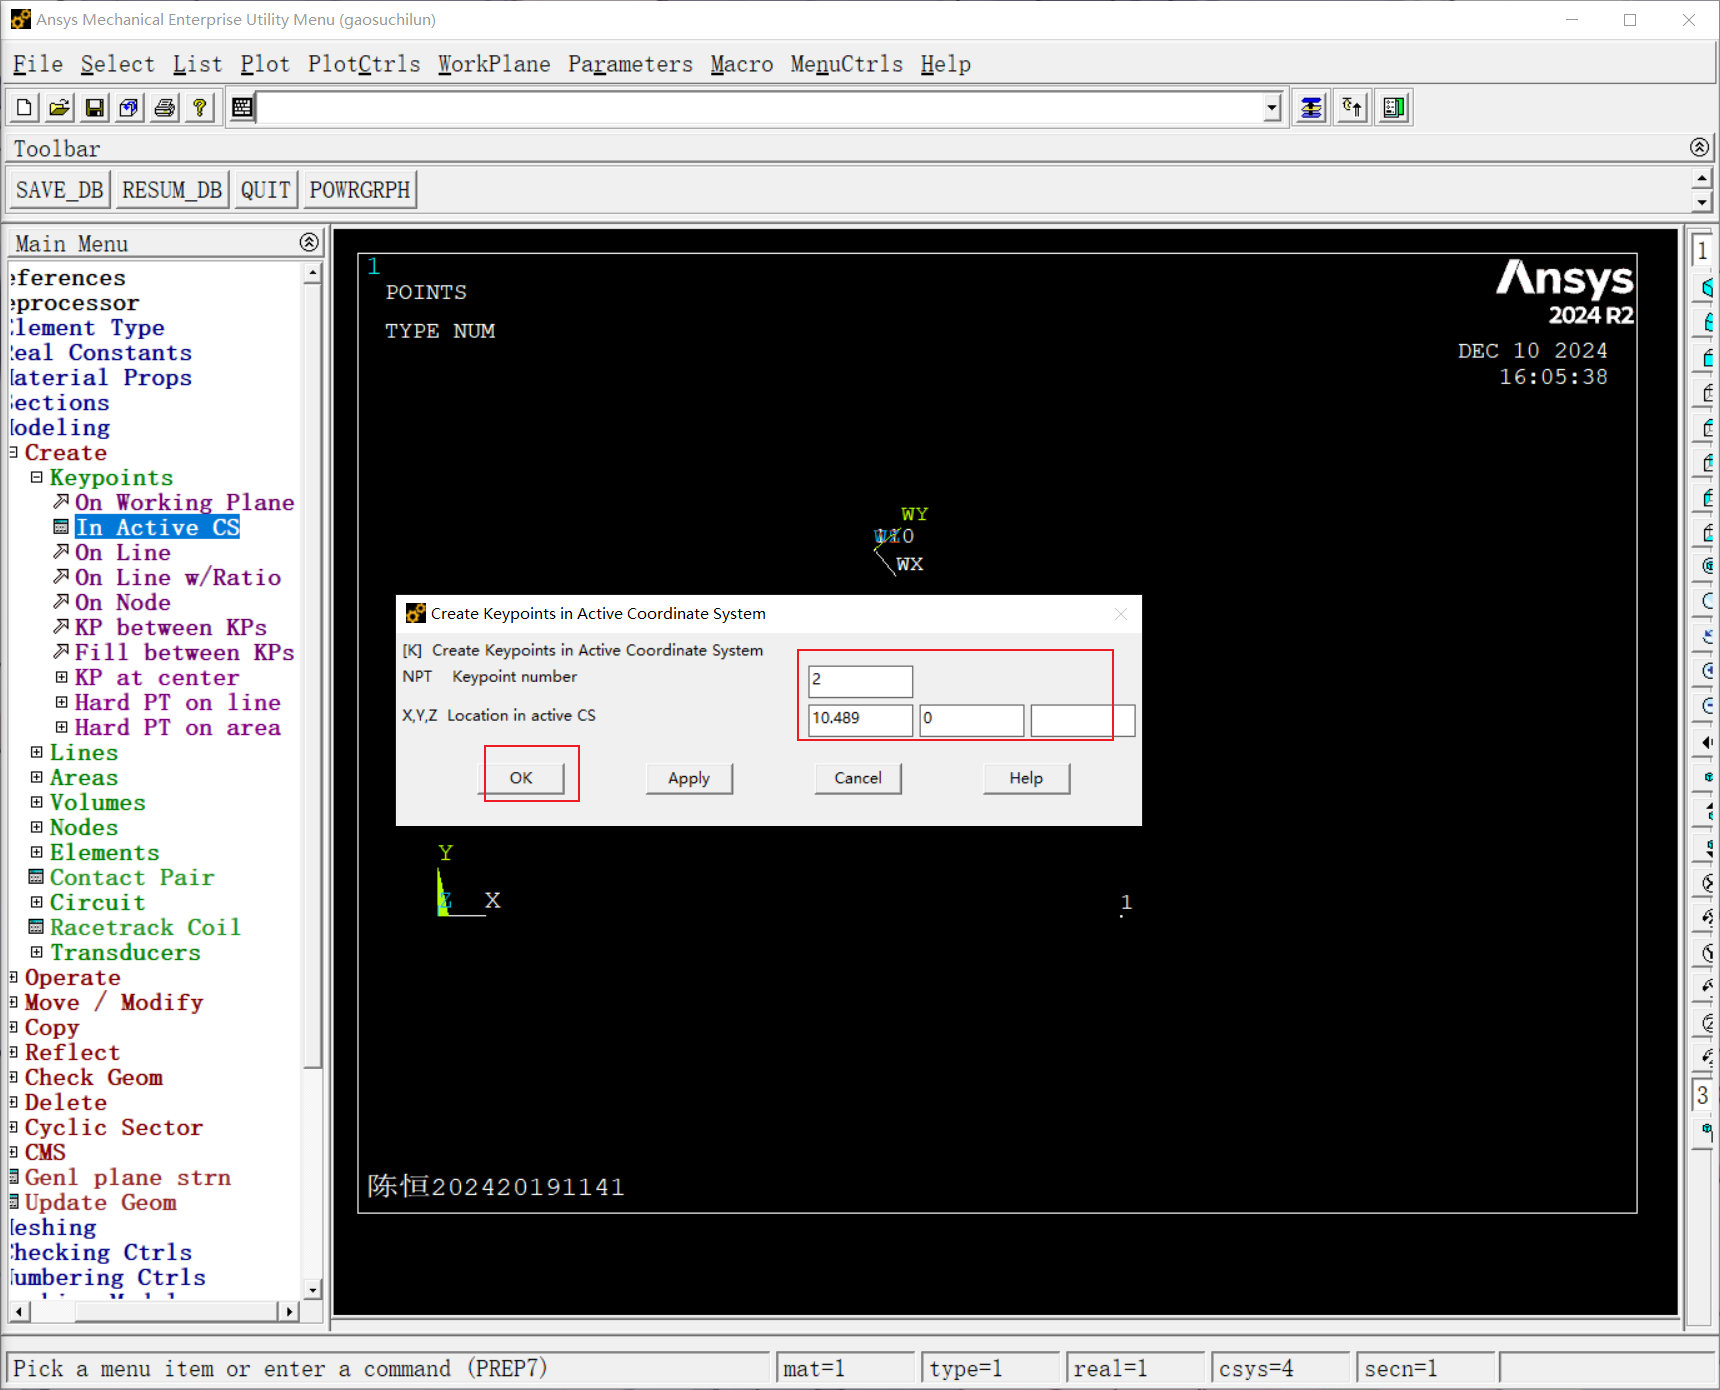 Ansys Mechanical Enterprise Utility Menu (gaosuchilun)
File Select List Plot PlotCtrls WorkPlane Parameters Macro MenuCtrls Help
Toolbar
SAVE_DB RESUM_DB QUIT POWRGRPH
Main Menu
eferences
eprocessor
lement Type
eal Constants
aterial Props
ections
odeling
Create
Keypoints
On Working Plane
In Active CS
On Line
On Line w/Ratio
On Node
KP between KPs
Fill between KPs
KP at center
Hard PT on line
Hard PT on area
Lines
Areas
Volumes
Nodes
Elements
Contact Pair
Circuit
Racetrack Coil
Transducers
Operate
Move / Modify
Copy
Reflect
Check Geom
Delete
Cyclic Sector
CMS
Genl plane strn
Update Geom
eshing
hecking Ctrls
umbering Ctrls
1
POINTS
TYPE NUM
Ansys
2024 R2
DEC 10 2024
16:05:38
WY
WX
Create Keypoints in Active Coordinate System
[K] Create Keypoints in Active Coordinate System
NPT Keypoint number 2
X,Y,Z Location in active CS 10.489 0
OK Apply Cancel Help
Y
Z X
1
陈恒202420191141
1
3
Pick a menu item or enter a command (PREP7) mat=1 type=1 real=1 csys=4 secn=1